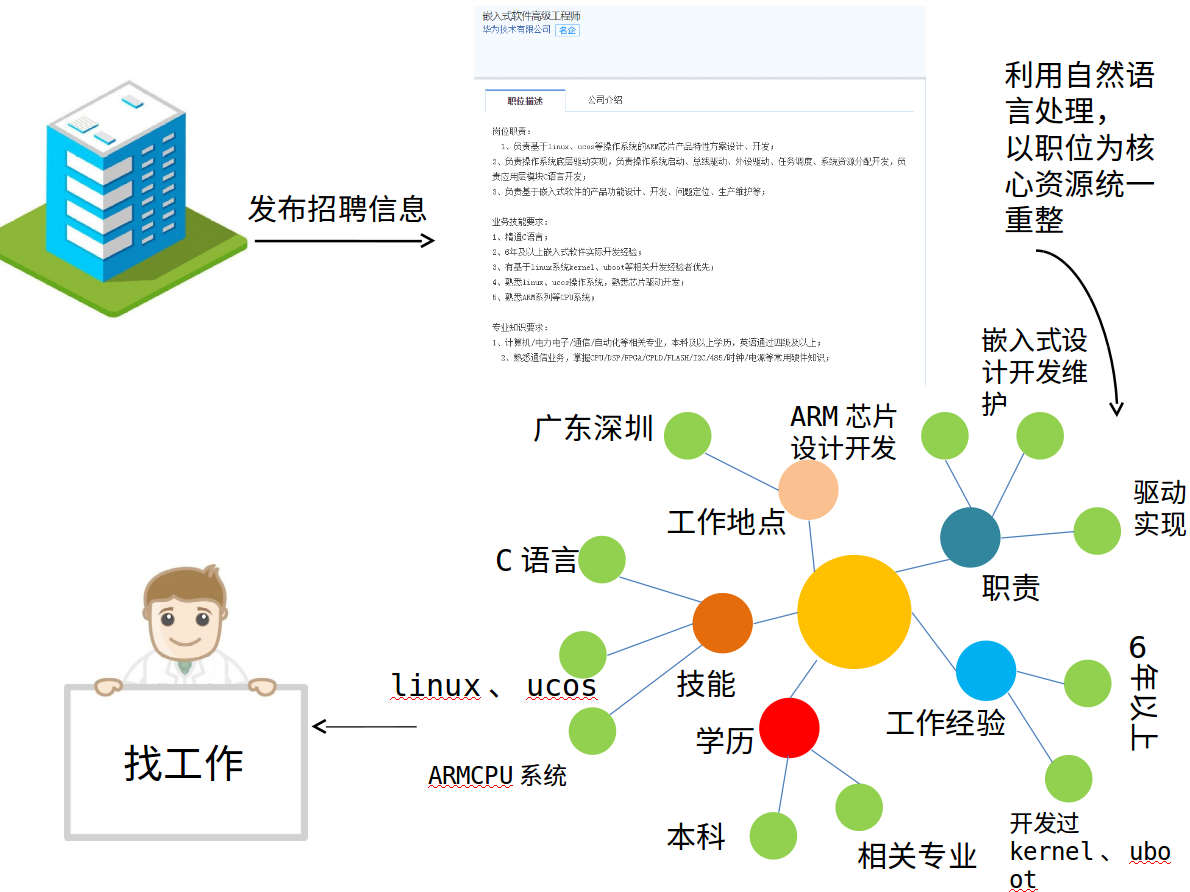 嵌入式软件高级工程师
华为技术有限公司 名企
职位描述 公司介绍
岗位职责：
1、负责基于linux、ucos等操作系统的ARM芯片产品特性方案设计、开发；
2、负责操作系统底层驱动实现，负责操作系统启动、总线驱动、外设驱动、任务调度、系统资源分配开发，负
责应用层模块C语言开发；
3、负责基于嵌入式软件的产品功能设计、开发、问题定位、生产维护等；
业务技能要求：
1、精通C语言；
2、6年及以上嵌入式软件实际开发经验；
3、有基于linux系统kernel、uboot等相关开发经验者优先；
4、熟悉linux、ucos操作系统，熟悉芯片驱动开发；
5、熟悉ARM系列等CPU系统；
专业知识要求：
1、计算机/电力电子/通信/自动化等相关专业，本科及以上学历，英语通过四级及以上；
2、熟悉通信业务，掌握CPU/DSP/FPGA/CPLD/FLASH/I2C/485/时钟/电源等常用硬件知识；
发布招聘信息
利用自然语
言处理，
以职位为核
心资源统一
重整
嵌入式设
计开发维
护
ARM 芯片
设计开发
广东深圳
工作地点
驱动
实现
职责
C 语言
技能
linux 、 ucos
ARMCPU 系统
学历
本科
相关专业
工作经验
6年以上
开发过
kernel 、 ubo
ot
找工作